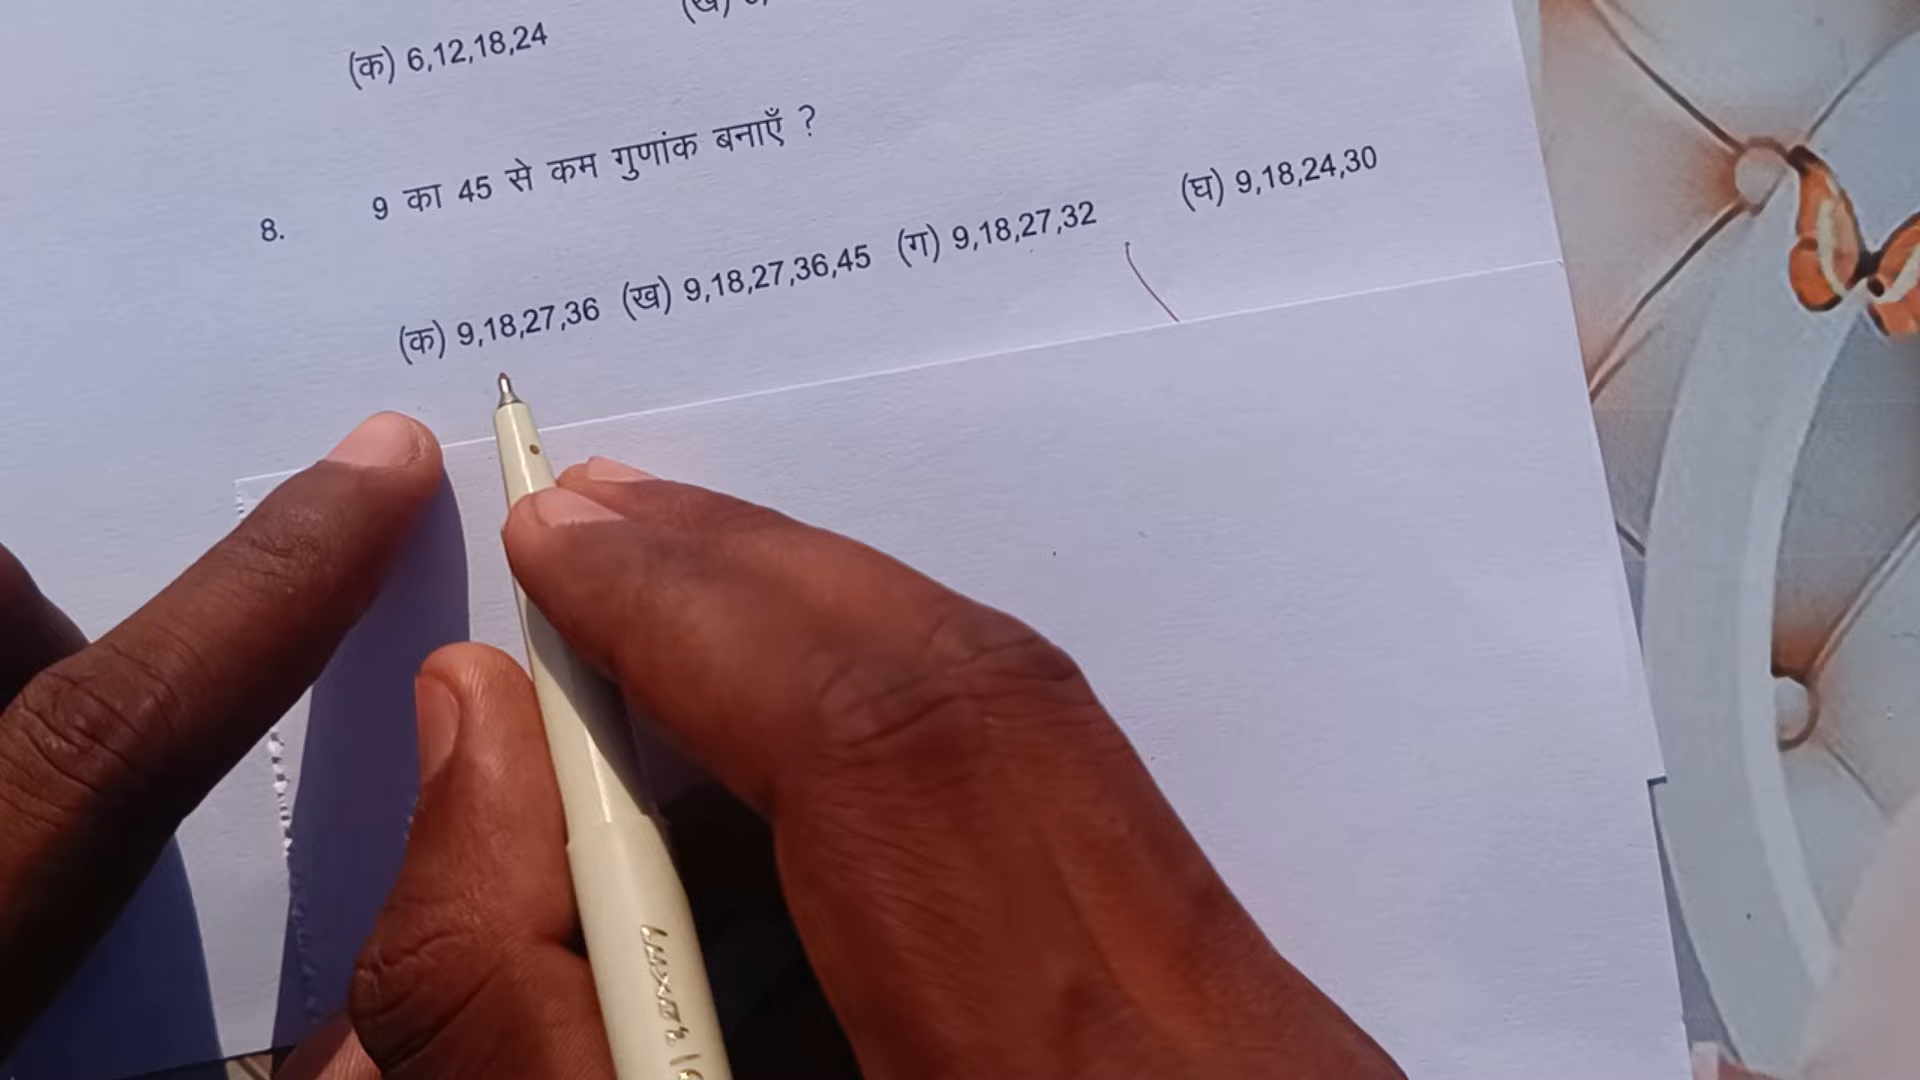 (क) 6,12,18,24
(ख)
8. 9 का 45 से कम गुणांक बनाएँ ?
(क) 9,18,27,36 (ख) 9,18,27,36,45 (ग) 9,18,27,32 (घ) 9,18,24,30
Luxor